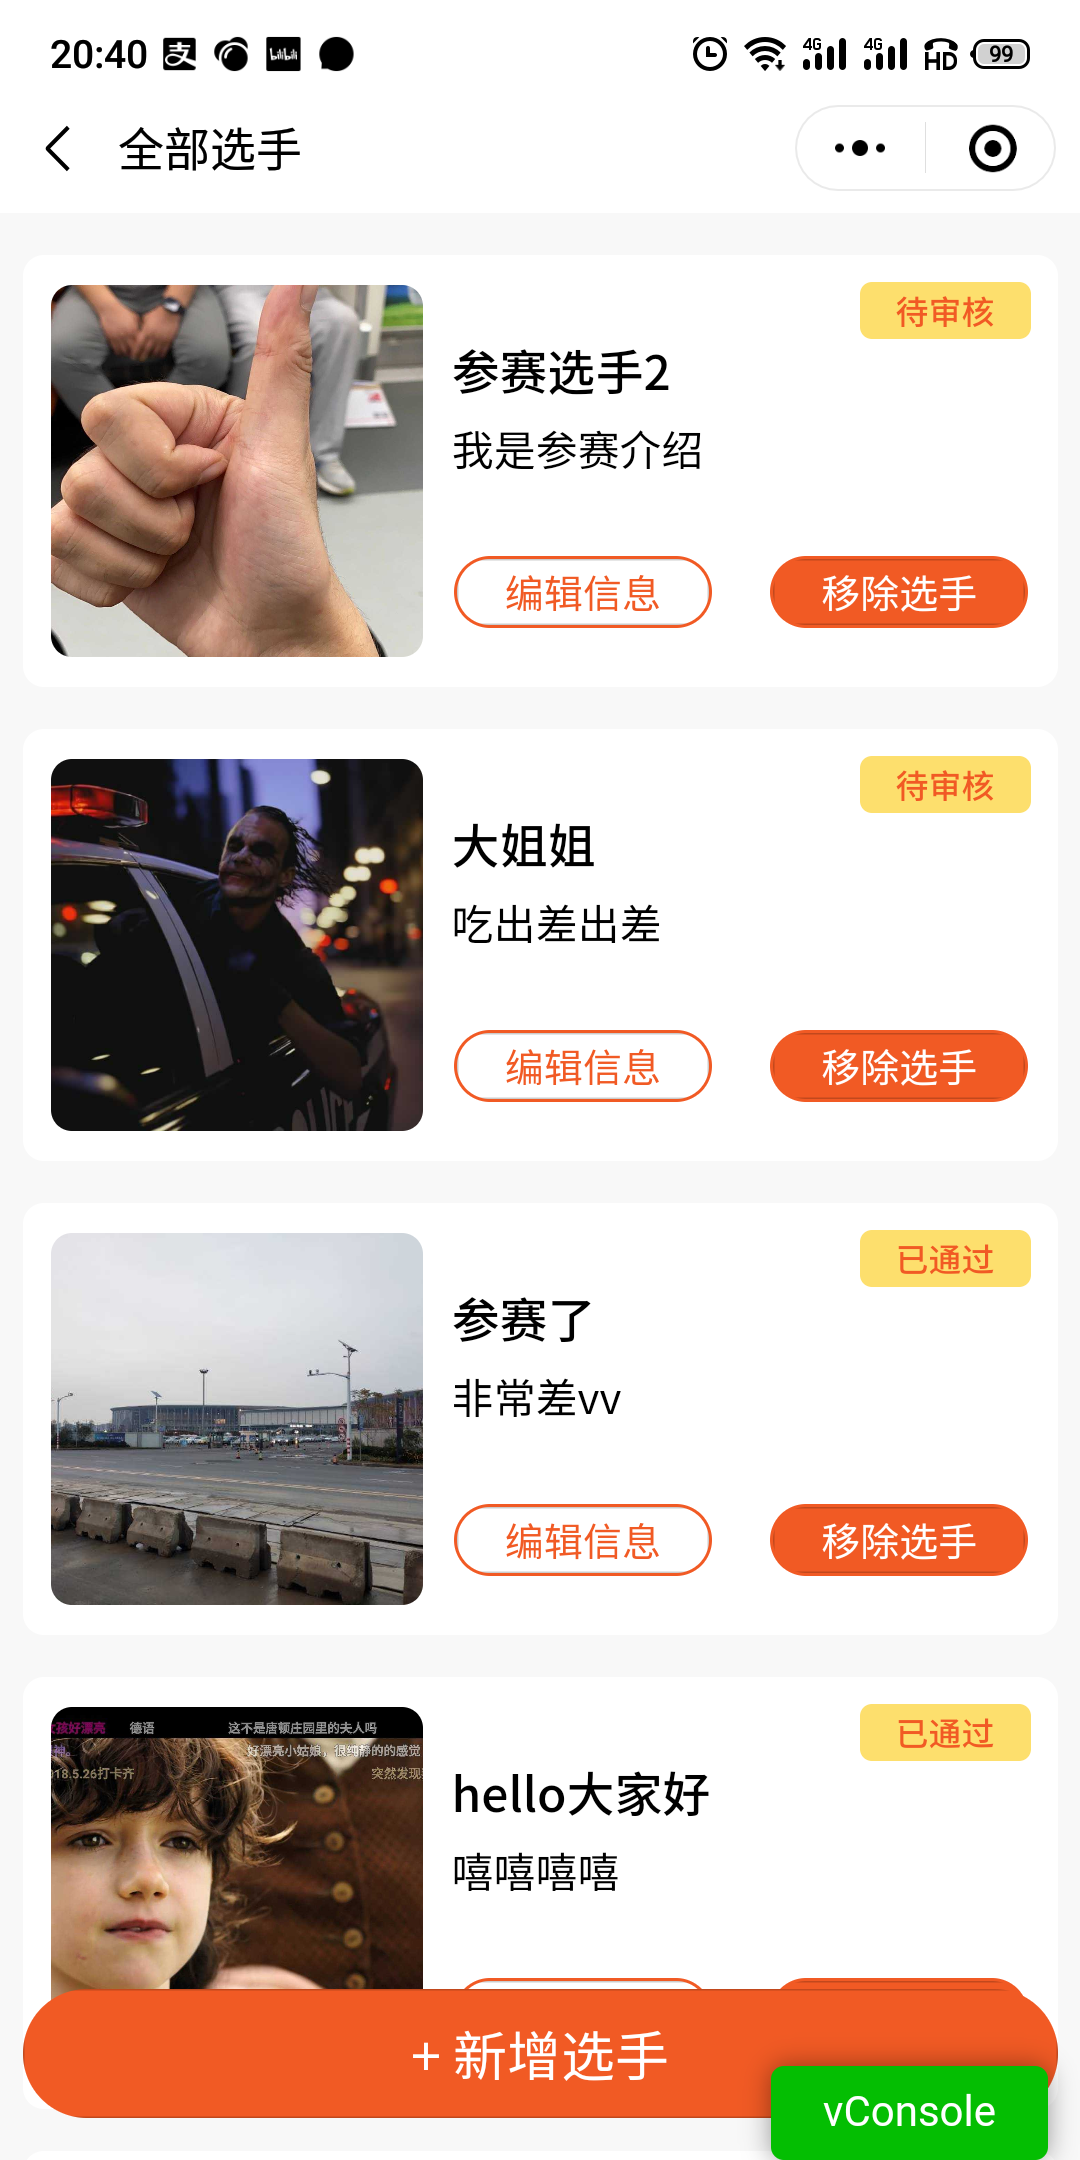 20:40
4G
4G
HD
99
全部选手
待审核
参赛选手2
我是参赛介绍
编辑信息
移除选手
待审核
大姐姐
吃出差出差
编辑信息
移除选手
已通过
参赛了
非常差vv
编辑信息
移除选手
已通过
孩好漂亮 德语 这不是唐顿庄园里的夫人吗
神。 好漂亮小姑娘，很纯静的的感觉
18.5.26打卡齐 突然发现
hello大家好
嘻嘻嘻嘻
+ 新增选手
vConsole